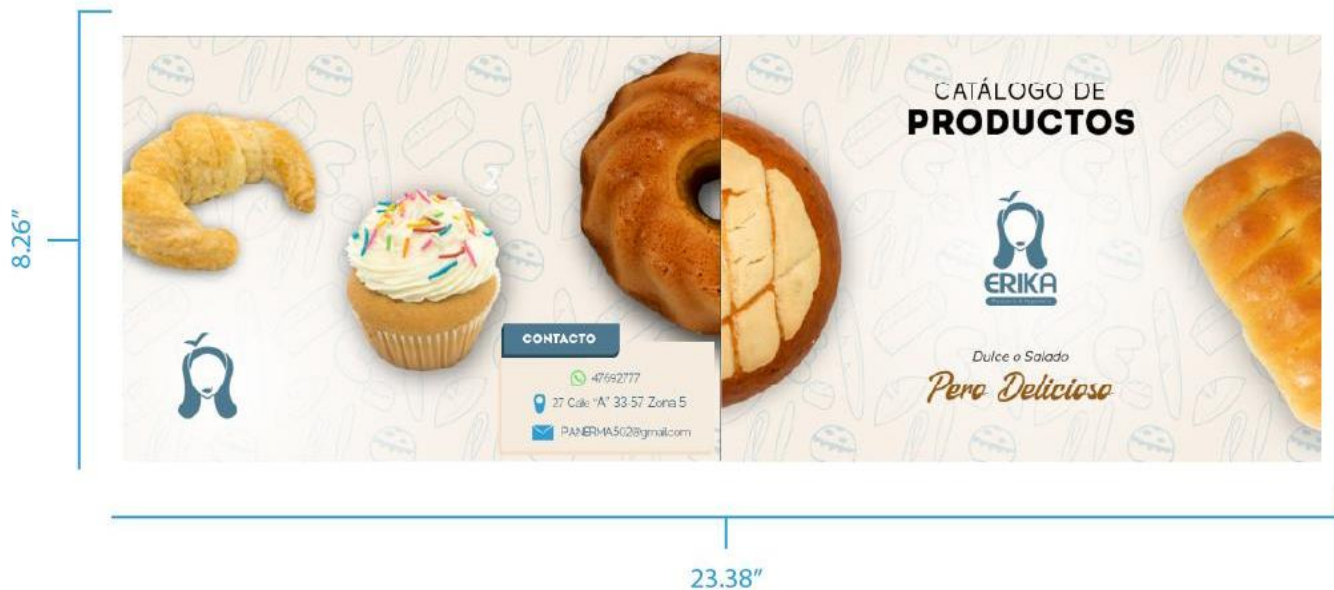 8.26"
CONTACTO
47692777
27 Calle "A" 33-57 Zona 5
PANERMA502@gmail.com
CATÁLOGO DE
PRODUCTOS
ERIKA
Dulce o Salado
Pero Delicioso
23.38"